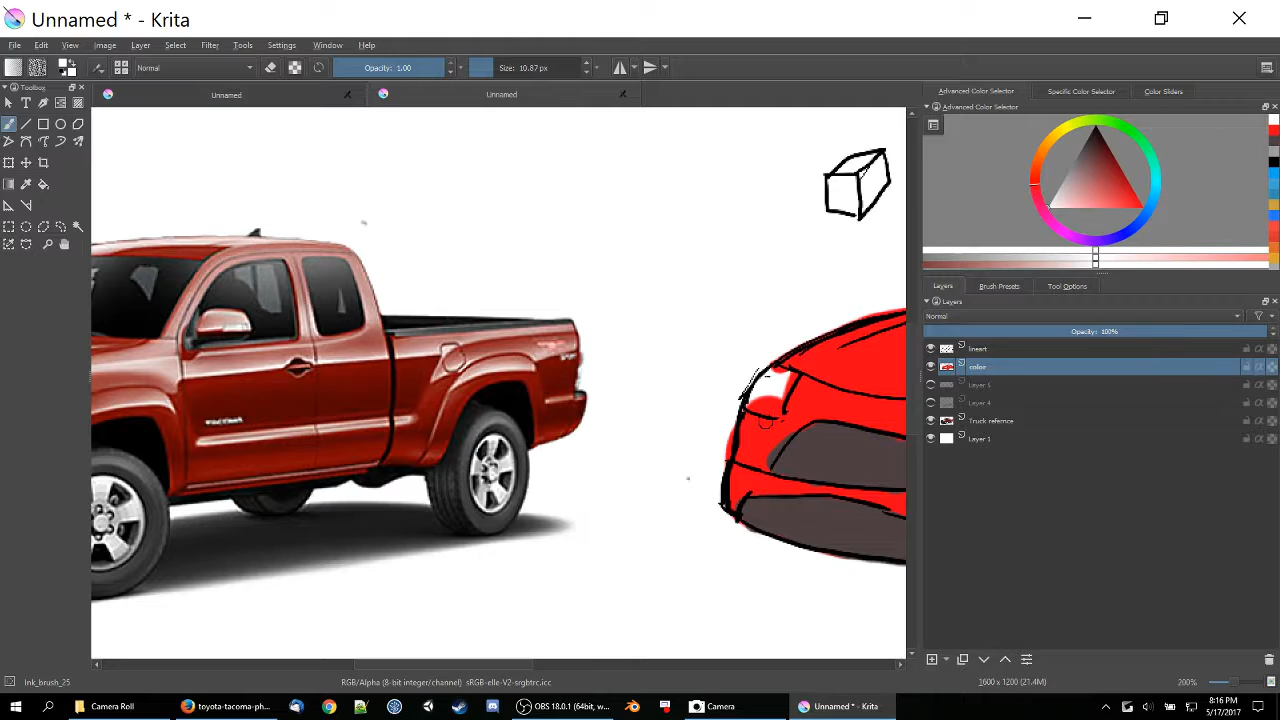 Unnamed * - Krita
File Edit View Image Layer Select Filter Tools Settings Window Help
Normal Opacity: 1.00 Size: 10.87 px
Toolbox
Unnamed Unnamed
Advanced Color Selector Specific Color Selector Color Sliders
Advanced Color Selector
TACOMA
Layers Brush Presets Tool Options
Layers
Normal
Opacity: 100%
lineart
color
Layer 5
Layer 4
Truck refernce
Layer 1
Ink_brush_25 RGB/Alpha (8-bit integer/channel) sRGB-elle-V2-srgbtrc.icc 1600 x 1200 (21.4M) 200%
Camera Roll toyota-tacoma-ph... OBS 18.0.1 (64bit, w... Camera Unnamed * - Krita
8:16 PM
5/17/2017